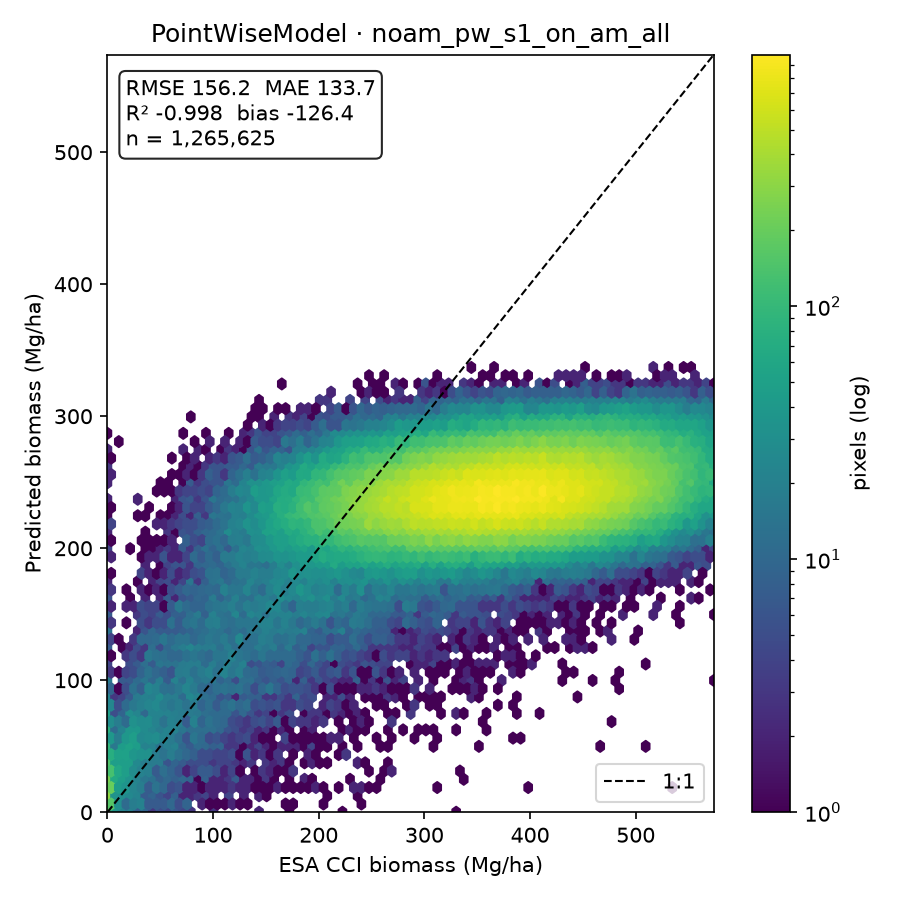 PointWiseModel · noam_pw_s1_on_am_all
RMSE 156.2  MAE 133.7
R² -0.998  bias -126.4
n = 1,265,625
500
400
300
200
100
0
Predicted biomass (Mg/ha)
0 100 200 300 400 500
ESA CCI biomass (Mg/ha)
1:1
10²
10¹
10⁰
pixels (log)